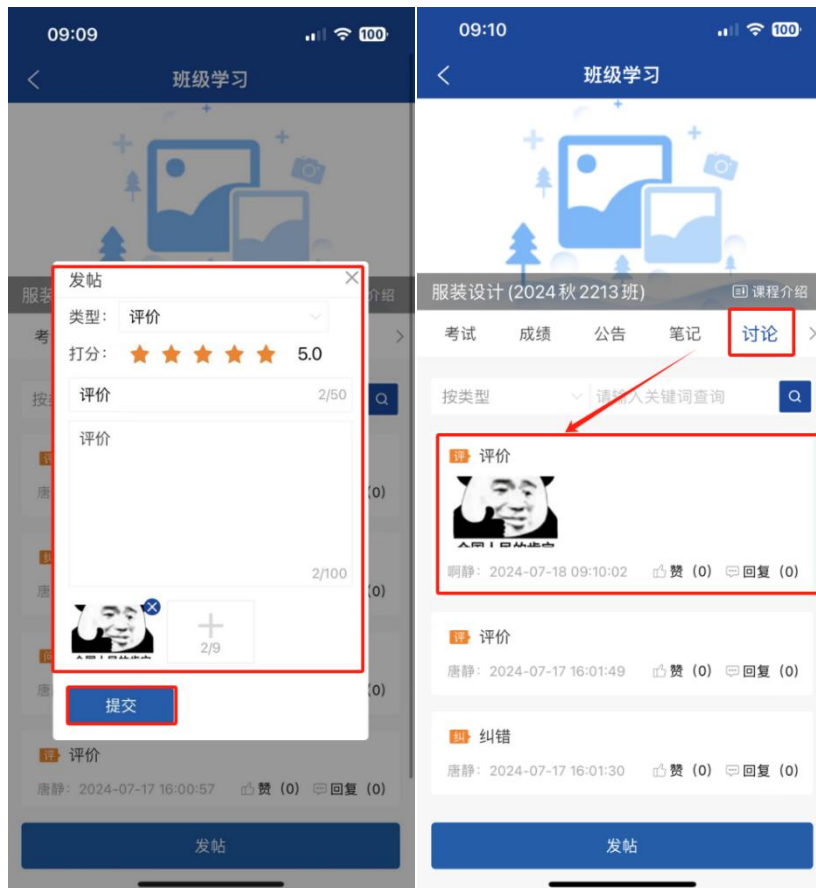 09:09
100
班级学习
服装
介绍
发帖
类型： 评价
打分： 5.0
考
评价 2/50
按
评价
2/100
(0)
(0)
2/9
提交
(0)
评 评价
唐静：2024-07-17 16:00:57 赞 (0) 回复 (0)
发帖
09:10
100
班级学习
服装设计 (2024秋2213班) 课程介绍
考试 成绩 公告 笔记 讨论
按类型 请输入关键词查询
评 评价
啊静：2024-07-18 09:10:02 赞 (0) 回复 (0)
评 评价
唐静：2024-07-17 16:01:49 赞 (0) 回复 (0)
纠 纠错
唐静：2024-07-17 16:01:30 赞 (0) 回复 (0)
发帖